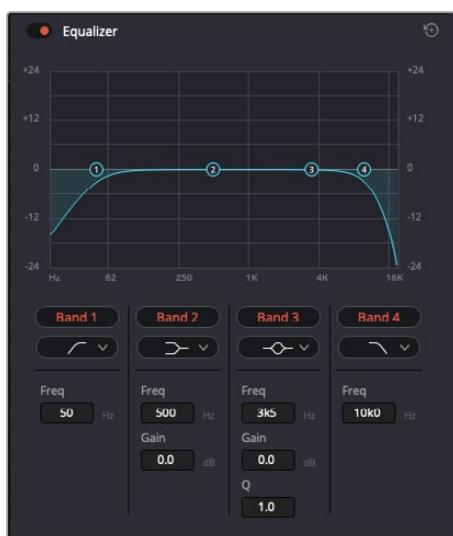 Equalizer
+24 +24
+12 +12
0 1 2 3 4 0
-12 -12
-24 -24
Hz 62 250 1K 4K 16K
Band 1 Band 2 Band 3 Band 4
Freq Freq Freq Freq
50 Hz 500 Hz 3k5 Hz 10k0 Hz
Gain Gain
0.0 dB 0.0 dB
Q
1.0